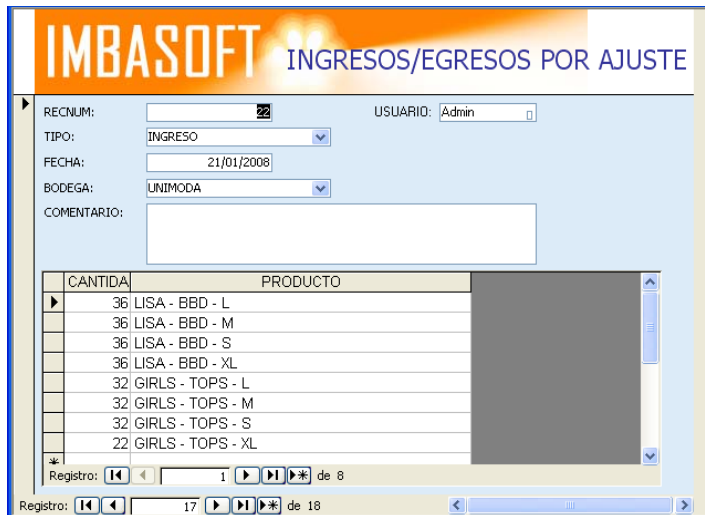 IMBASOFT INGRESOS/EGRESOS POR AJUSTE
RECNUM: 22 USUARIO: Admin
TIPO: INGRESO
FECHA: 21/01/2008
BODEGA: UNIMODA
COMENTARIO:
CANTIDA PRODUCTO
36 LISA - BBD - L
36 LISA - BBD - M
36 LISA - BBD - S
36 LISA - BBD - XL
32 GIRLS - TOPS - L
32 GIRLS - TOPS - M
32 GIRLS - TOPS - S
22 GIRLS - TOPS - XL
Registro: 1 de 8
Registro: 17 de 18